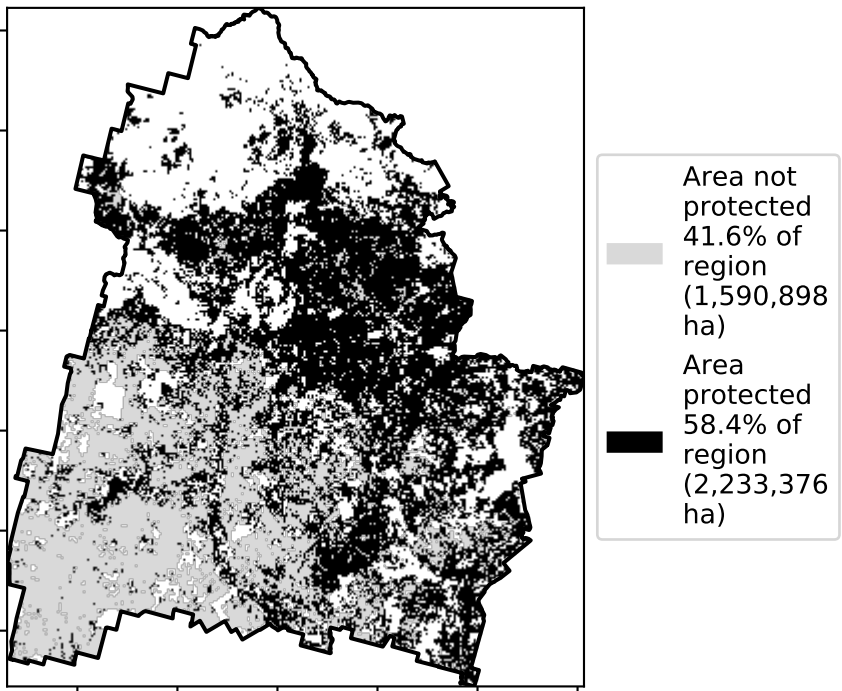 Area not
protected
41.6% of
region
(1,590,898
ha)
Area
protected
58.4% of
region
(2,233,376
ha)